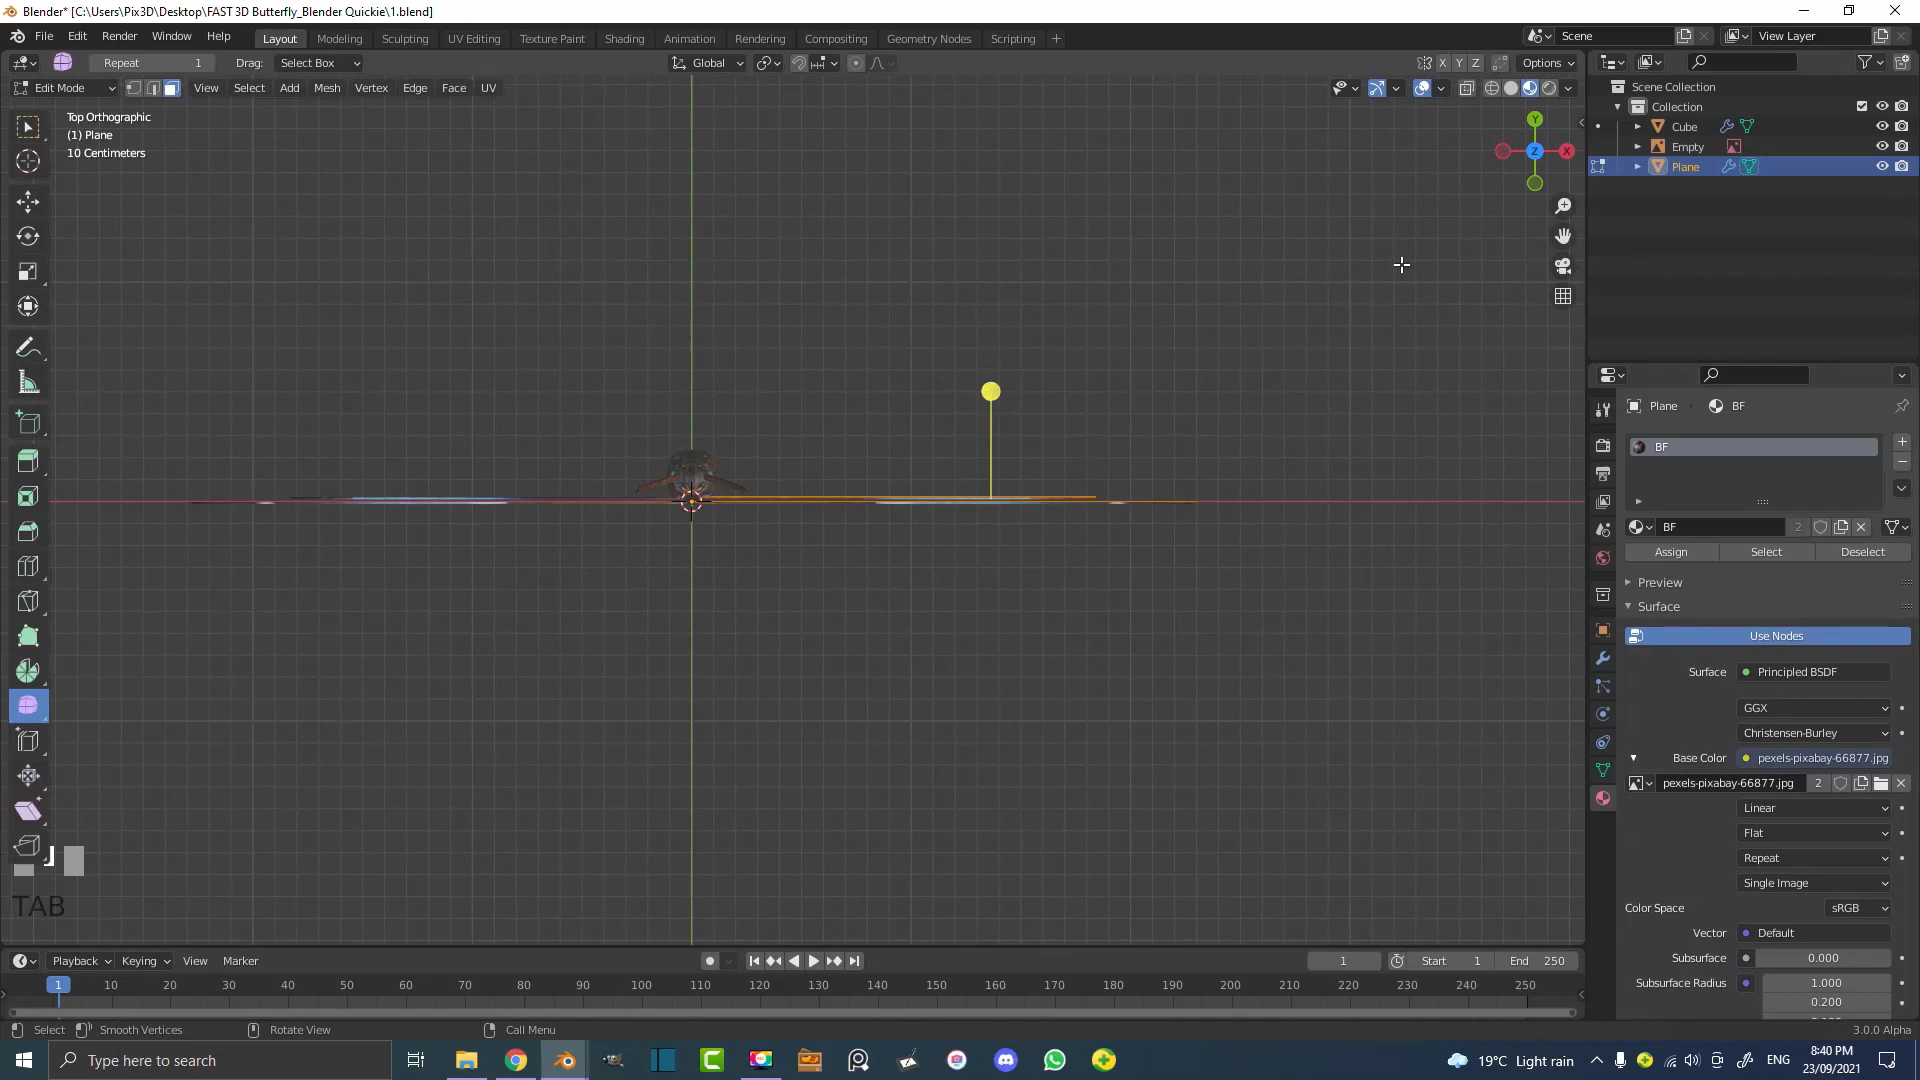 Blender* [C:\Users\Pix3D\Desktop\FAST 3D Butterfly_Blender Quickie\1.blend]
File Edit Render Window Help
Layout Modeling Sculpting UV Editing Texture Paint Shading Animation Rendering Compositing Geometry Nodes Scripting +
Scene
View Layer
Repeat 1 Drag: Select Box
Global
X Y Z Options
Edit Mode View Select Add Mesh Vertex Edge Face UV
Top Orthographic
(1) Plane
10 Centimeters
Y
Z
X
Scene Collection
Collection
Cube
Empty
Plane
Plane BF
BF
BF 2
Assign Select Deselect
Preview
Surface
Use Nodes
Surface Principled BSDF
GGX
Christensen-Burley
Base Color pexels-pixabay-66877.jpg
pexels-pixabay-66877.jpg 2
Linear
Flat
Repeat
Single Image
Color Space sRGB
Vector Default
Subsurface 0.000
Subsurface Radius 1.000
0.200
TAB
Playback Keying View Marker
1 Start 1 End 250
1 10 20 30 40 50 60 70 80 90 100 110 120 130 140 150 160 170 180 190 200 210 220 230 240 250
Select Smooth Vertices Rotate View Call Menu
3.0.0 Alpha
Type here to search
19°C Light rain
ENG
8:40 PM
23/09/2021